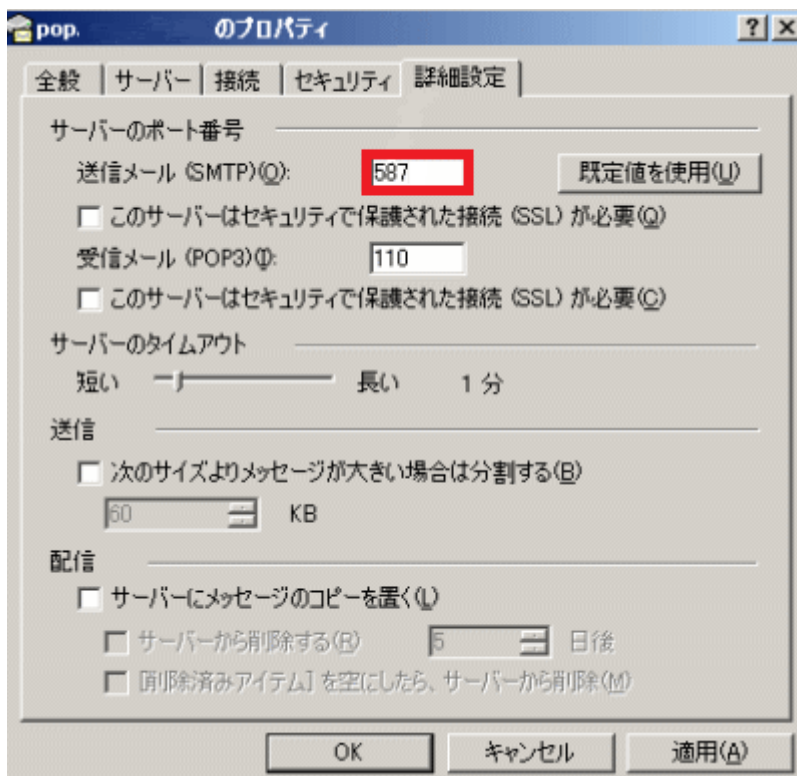 pop. のプロパティ
全般 サーバー 接続 セキュリティ 詳細設定
サーバーのポート番号
送信メール (SMTP)(O): 587 既定値を使用(U)
このサーバーはセキュリティで保護された接続 (SSL) が必要(Q)
受信メール (POP3)(I): 110
このサーバーはセキュリティで保護された接続 (SSL) が必要(C)
サーバーのタイムアウト
短い 長い 1 分
送信
次のサイズよりメッセージが大きい場合は分割する(B)
60 KB
配信
サーバーにメッセージのコピーを置く(L)
サーバーから削除する(R) 5 日後
[削除済みアイテム] を空にしたら、サーバーから削除(M)
OK キャンセル 適用(A)